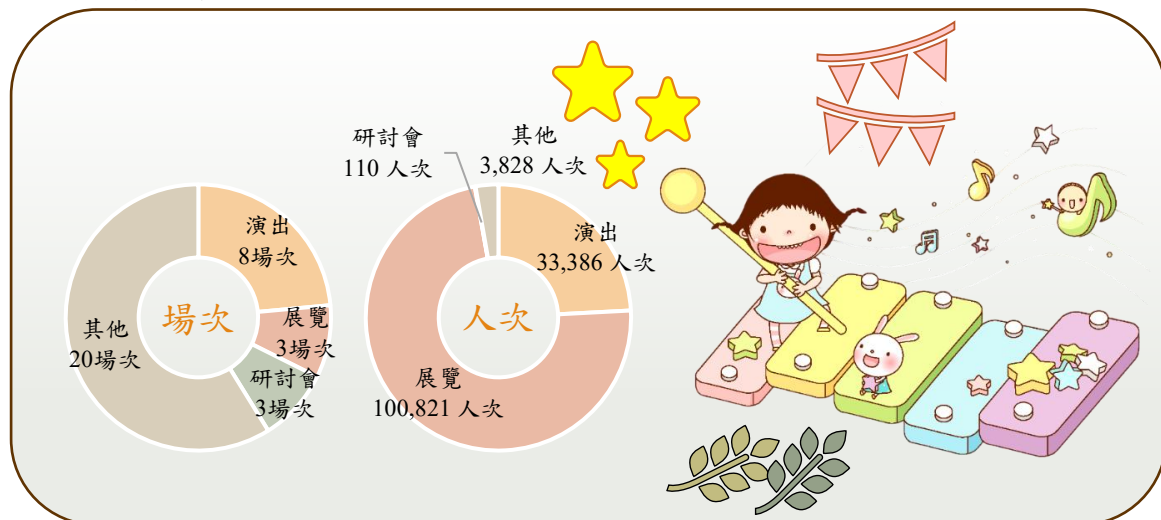 場次
演出
8場次
展覽
3場次
研討會
3場次
其他
20場次
人次
研討會
110 人次
其他
3,828 人次
演出
33,386 人次
展覽
100,821 人次